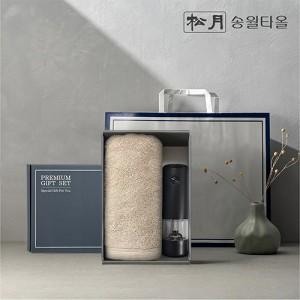 松月 송월타올
PREMIUM
GIFT SET
Special Gift For You